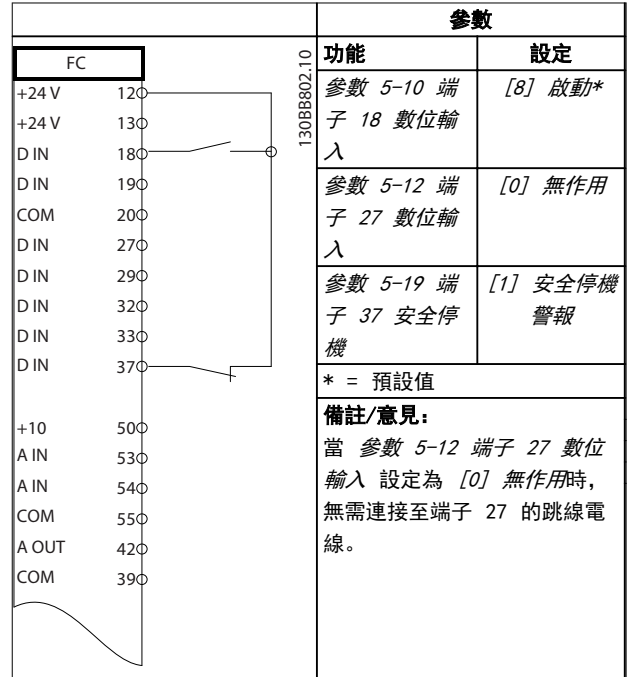 FC
+24 V 12
+24 V 13
D IN 18
D IN 19
COM 20
D IN 27
D IN 29
D IN 32
D IN 33
D IN 37
+10 50
A IN 53
A IN 54
COM 55
A OUT 42
COM 39
130BB802.10
參數
功能 設定
參數 5-10 端
子 18 數位輸
入
[8] 啟動*
參數 5-12 端
子 27 數位輸
入
[0] 無作用
參數 5-19 端
子 37 安全停
機
[1] 安全停機
警報
* = 預設值
備註/意見:
當 參數 5-12 端子 27 數位
輸入 設定為 [0] 無作用時,
無需連接至端子 27 的跳線電
線。